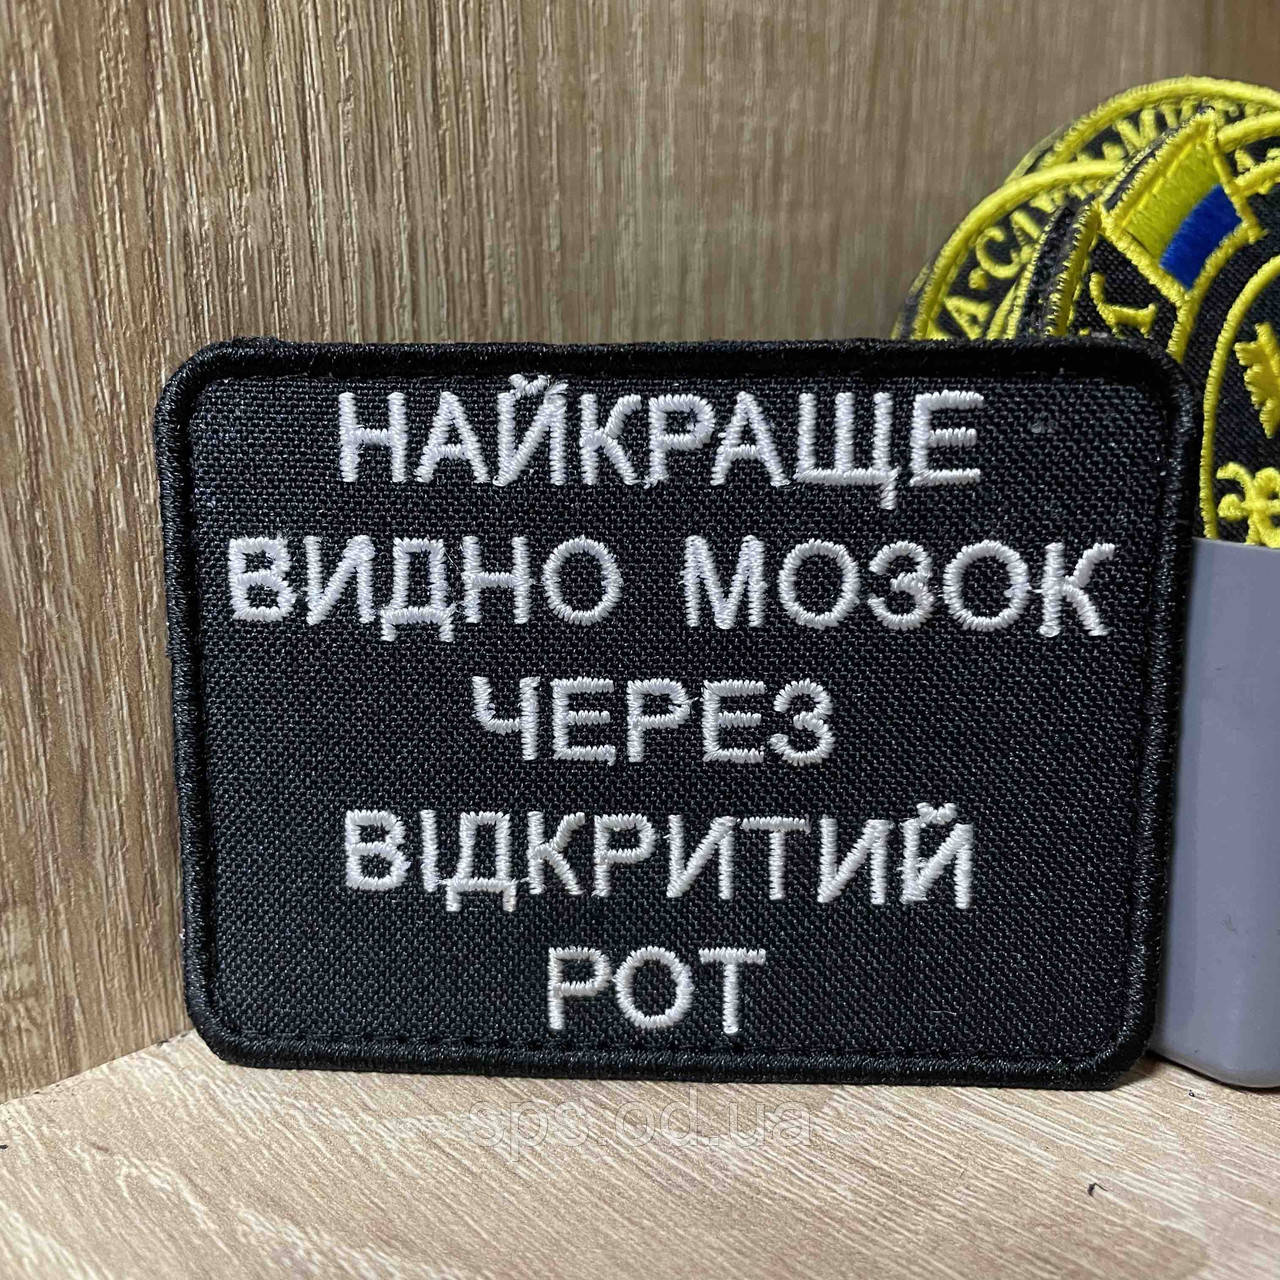 НАЙКРАЩЕ
ВИДНО МОЗОК
ЧЕРЕЗ
ВІДКРИТИЙ
РОТ
sps.od.ua